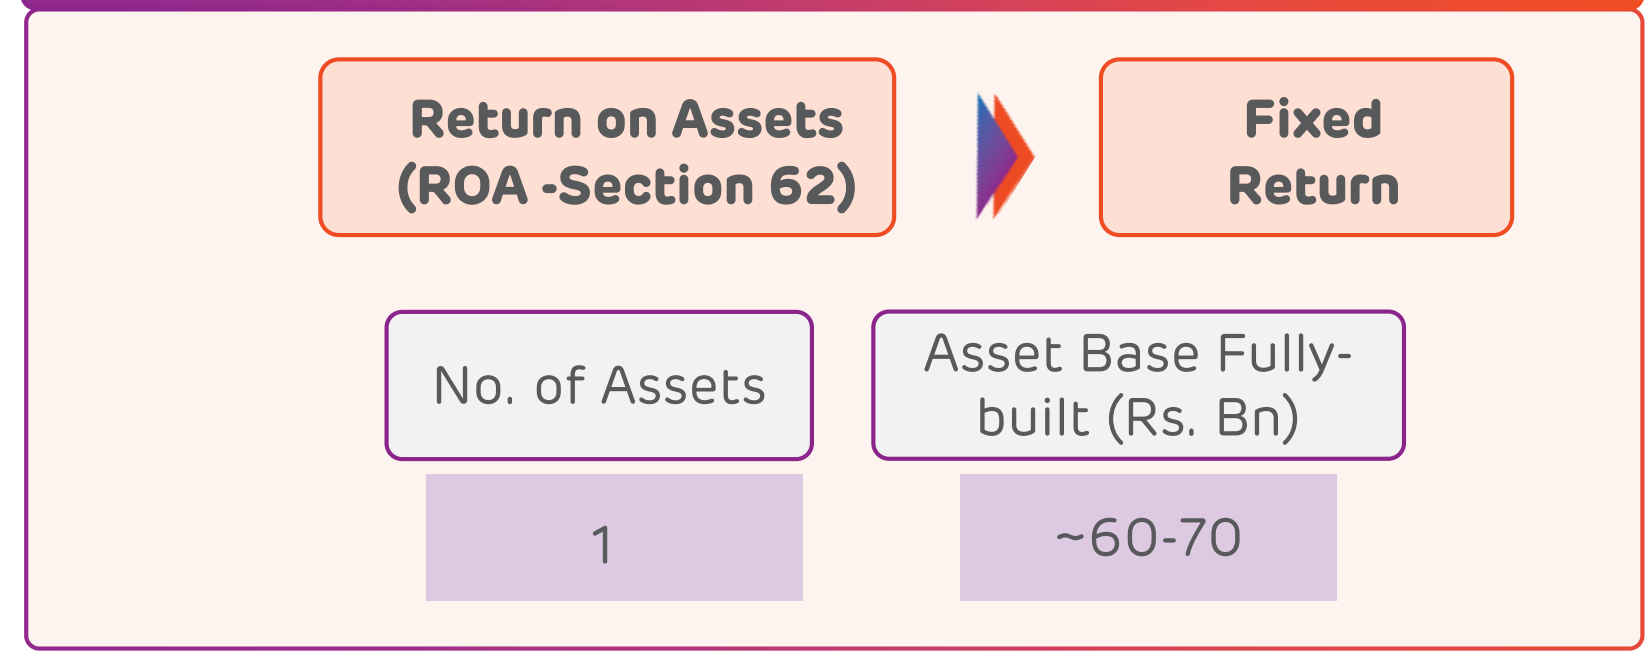 Return on Assets
(ROA -Section 62)
Fixed
Return
No. of Assets
Asset Base Fully-
built (Rs. Bn)
1
~60-70